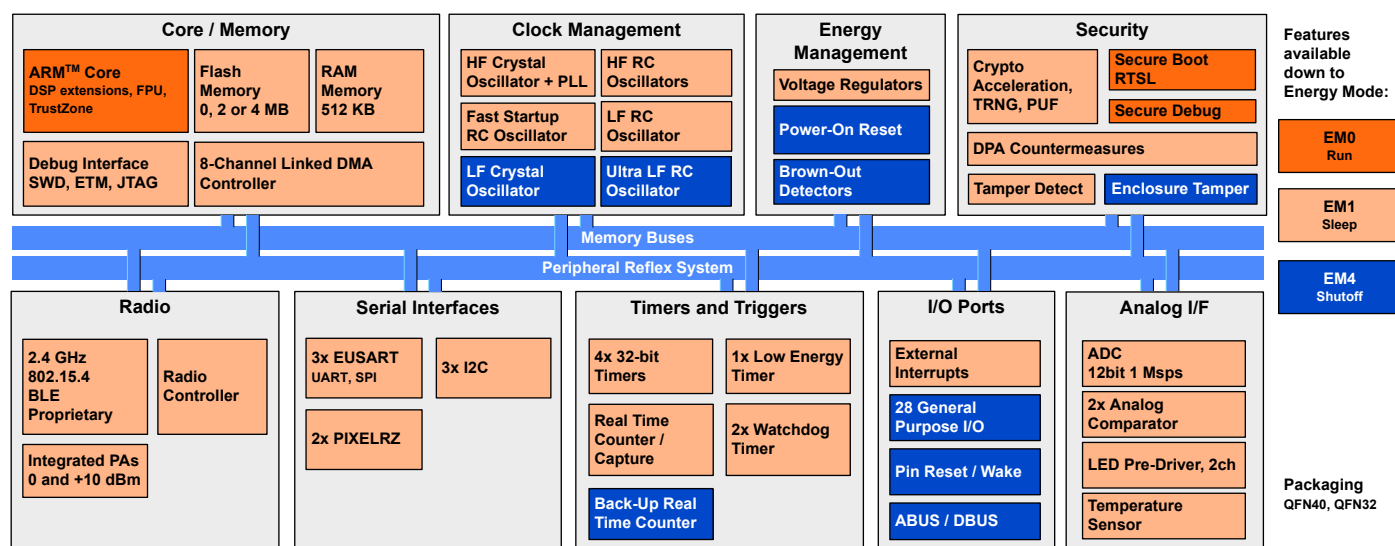 Core / Memory
ARM™ Core
DSP extensions, FPU,
TrustZone
Flash
Memory
0, 2 or 4 MB
RAM
Memory
512 KB
Debug Interface
SWD, ETM, JTAG
8-Channel Linked DMA
Controller
Clock Management
HF Crystal
Oscillator + PLL
HF RC
Oscillators
Fast Startup
RC Oscillator
LF RC
Oscillator
LF Crystal
Oscillator
Ultra LF RC
Oscillator
Energy
Management
Voltage Regulators
Power-On Reset
Brown-Out
Detectors
Security
Crypto
Acceleration,
TRNG, PUF
Secure Boot
RTSL
Secure Debug
DPA Countermeasures
Tamper Detect
Enclosure Tamper
Features
available
down to
Energy Mode:
EM0
Run
EM1
Sleep
EM4
Shutoff
Memory Buses
Peripheral Reflex System
Radio
2.4 GHz
802.15.4
BLE
Proprietary
Radio
Controller
Integrated PAs
0 and +10 dBm
Serial Interfaces
3x EUSART
UART, SPI
3x I2C
2x PIXELRZ
Timers and Triggers
4x 32-bit
Timers
1x Low Energy
Timer
Real Time
Counter /
Capture
2x Watchdog
Timer
Back-Up Real
Time Counter
I/O Ports
External
Interrupts
28 General
Purpose I/O
Pin Reset / Wake
ABUS / DBUS
Analog I/F
ADC
12bit 1 Msps
2x Analog
Comparator
LED Pre-Driver, 2ch
Temperature
Sensor
Packaging
QFN40, QFN32